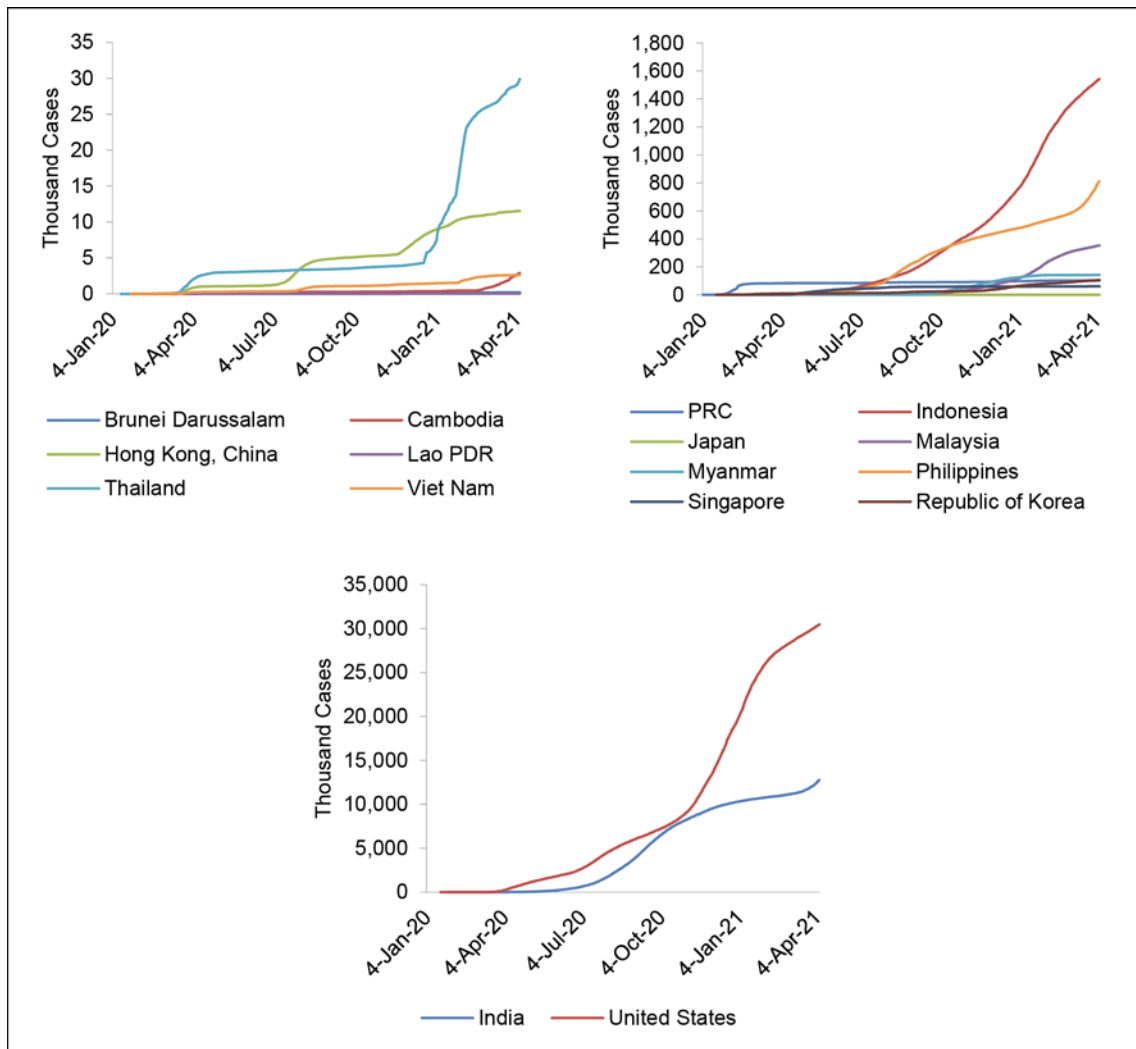 35
30
25
20
15
10
5
0
Thousand Cases
4-Jan-20
4-Apr-20
4-Jul-20
4-Oct-20
4-Jan-21
4-Apr-21
Brunei Darussalam
Cambodia
Hong Kong, China
Lao PDR
Thailand
Viet Nam
1,800
1,600
1,400
1,200
1,000
800
600
400
200
0
Thousand Cases
4-Jan-20
4-Apr-20
4-Jul-20
4-Oct-20
4-Jan-21
4-Apr-21
PRC
Indonesia
Japan
Malaysia
Myanmar
Philippines
Singapore
Republic of Korea
35,000
30,000
25,000
20,000
15,000
10,000
5,000
0
Thousand Cases
4-Jan-20
4-Apr-20
4-Jul-20
4-Oct-20
4-Jan-21
4-Apr-21
India
United States